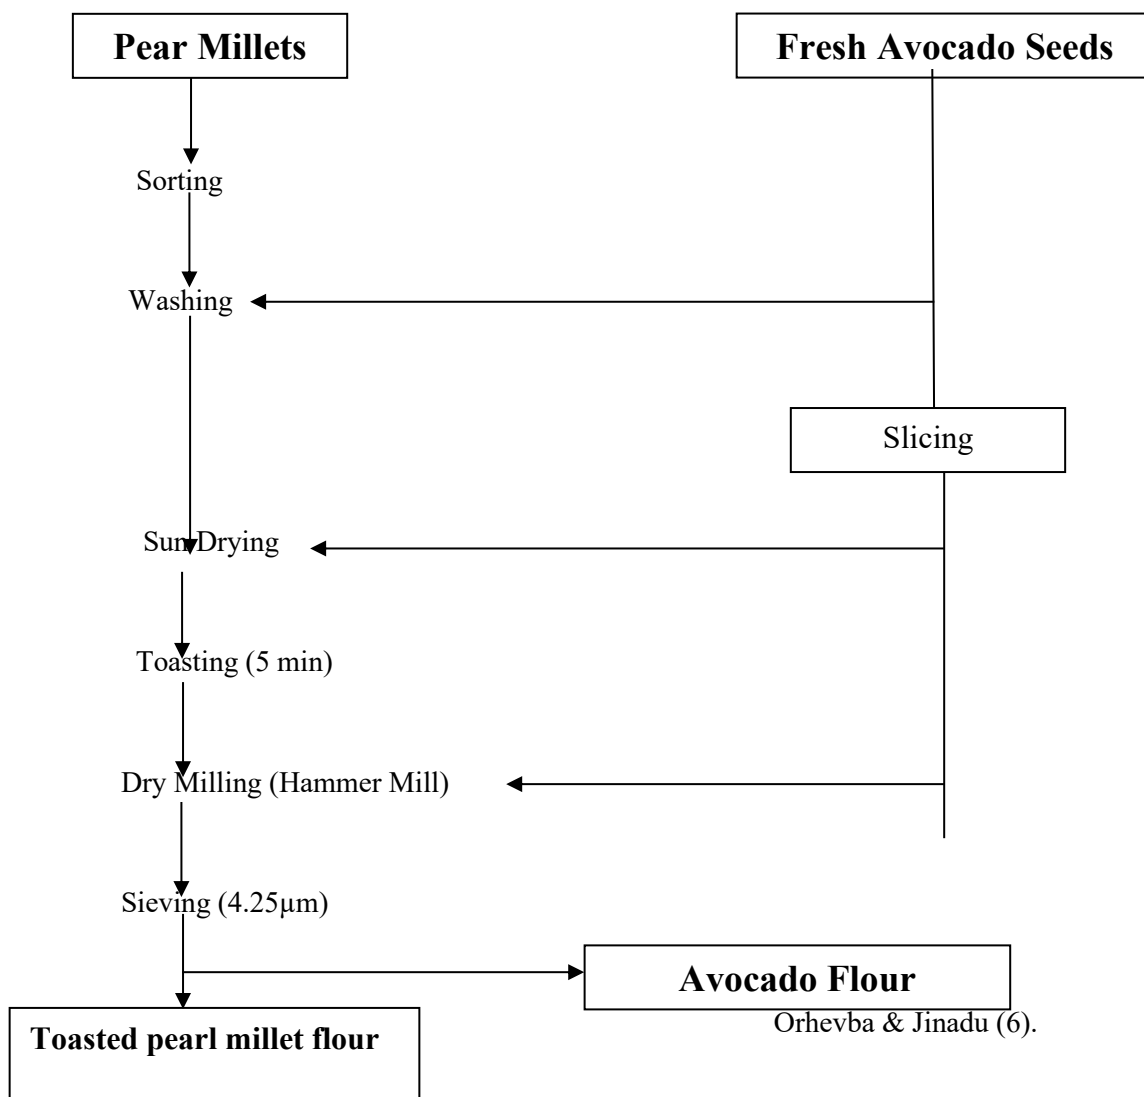 Pear Millets
Fresh Avocado Seeds
Sorting
Washing
Slicing
Sun Drying
Toasting (5 min)
Dry Milling (Hammer Mill)
Sieving (4.25µm)
Avocado Flour
Orhevba & Jinadu (6).
Toasted pearl millet flour